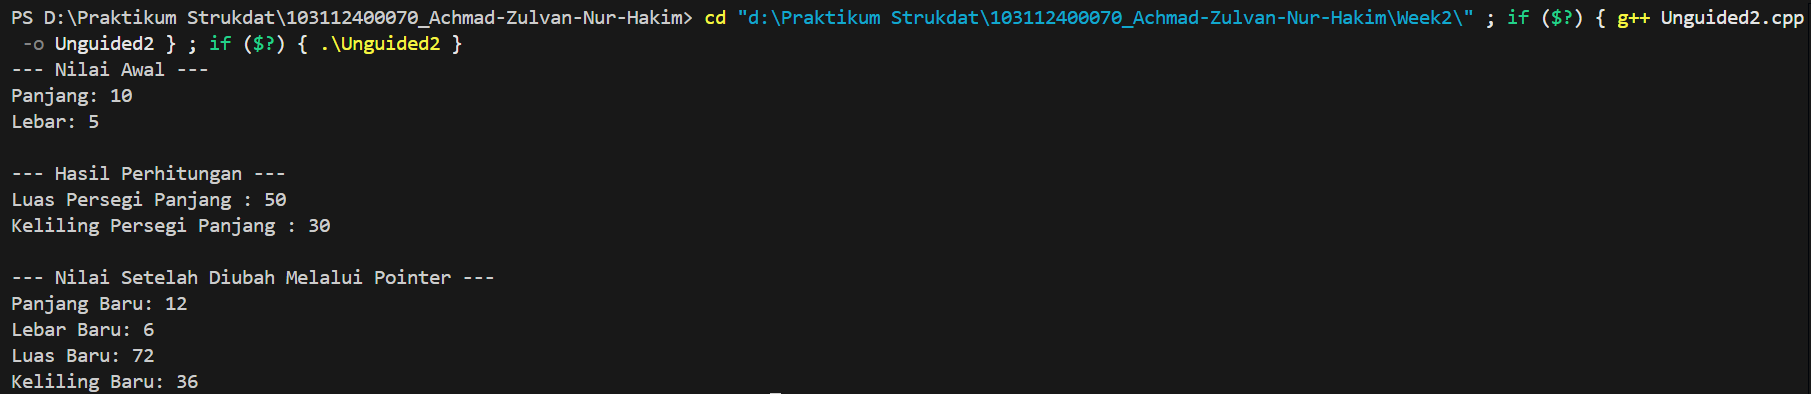 PS D:\Praktikum Strukdat\103112400070_Achmad-Zulvan-Nur-Hakim> cd "d:\Praktikum Strukdat\103112400070_Achmad-Zulvan-Nur-Hakim\Week2\" ; if ($?) { g++ Unguided2.cpp
-o Unguided2 } ; if ($?) { .\Unguided2 }
--- Nilai Awal ---
Panjang: 10
Lebar: 5
--- Hasil Perhitungan ---
Luas Persegi Panjang : 50
Keliling Persegi Panjang : 30
--- Nilai Setelah Diubah Melalui Pointer ---
Panjang Baru: 12
Lebar Baru: 6
Luas Baru: 72
Keliling Baru: 36